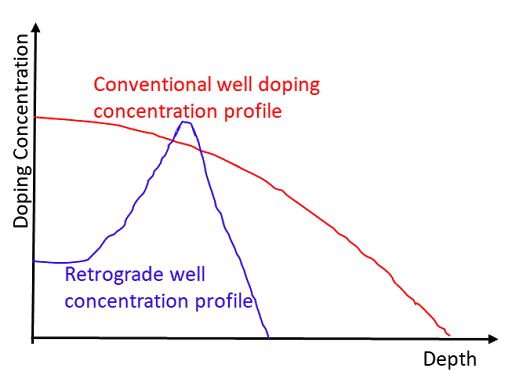 Doping Concentration
Conventional well doping
concentration profile
Retrograde well
concentration profile
Depth